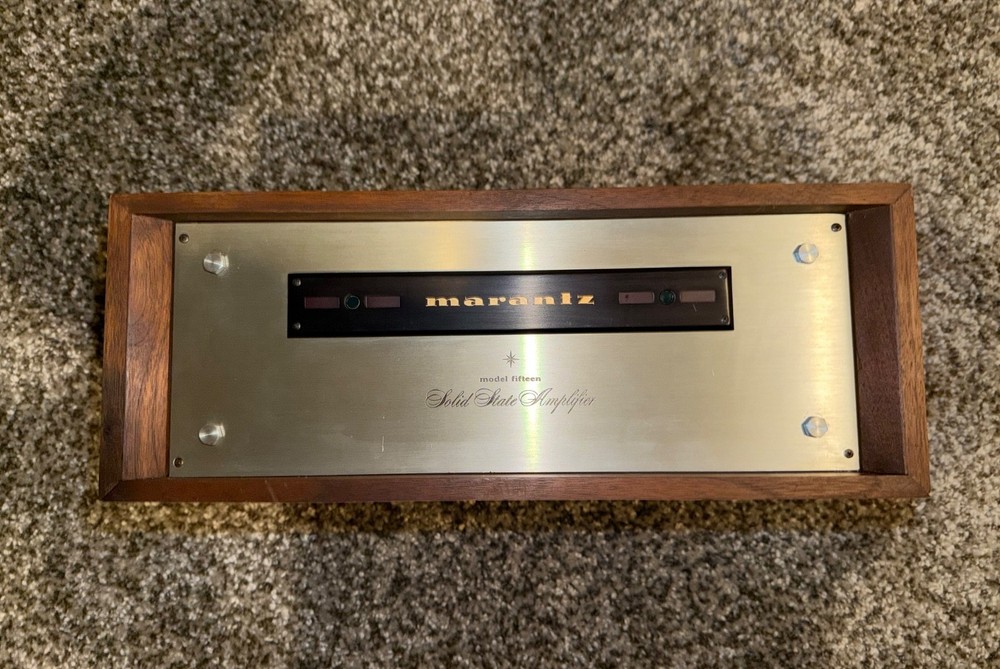 marantz
model fifteen
Solid State Amplifier